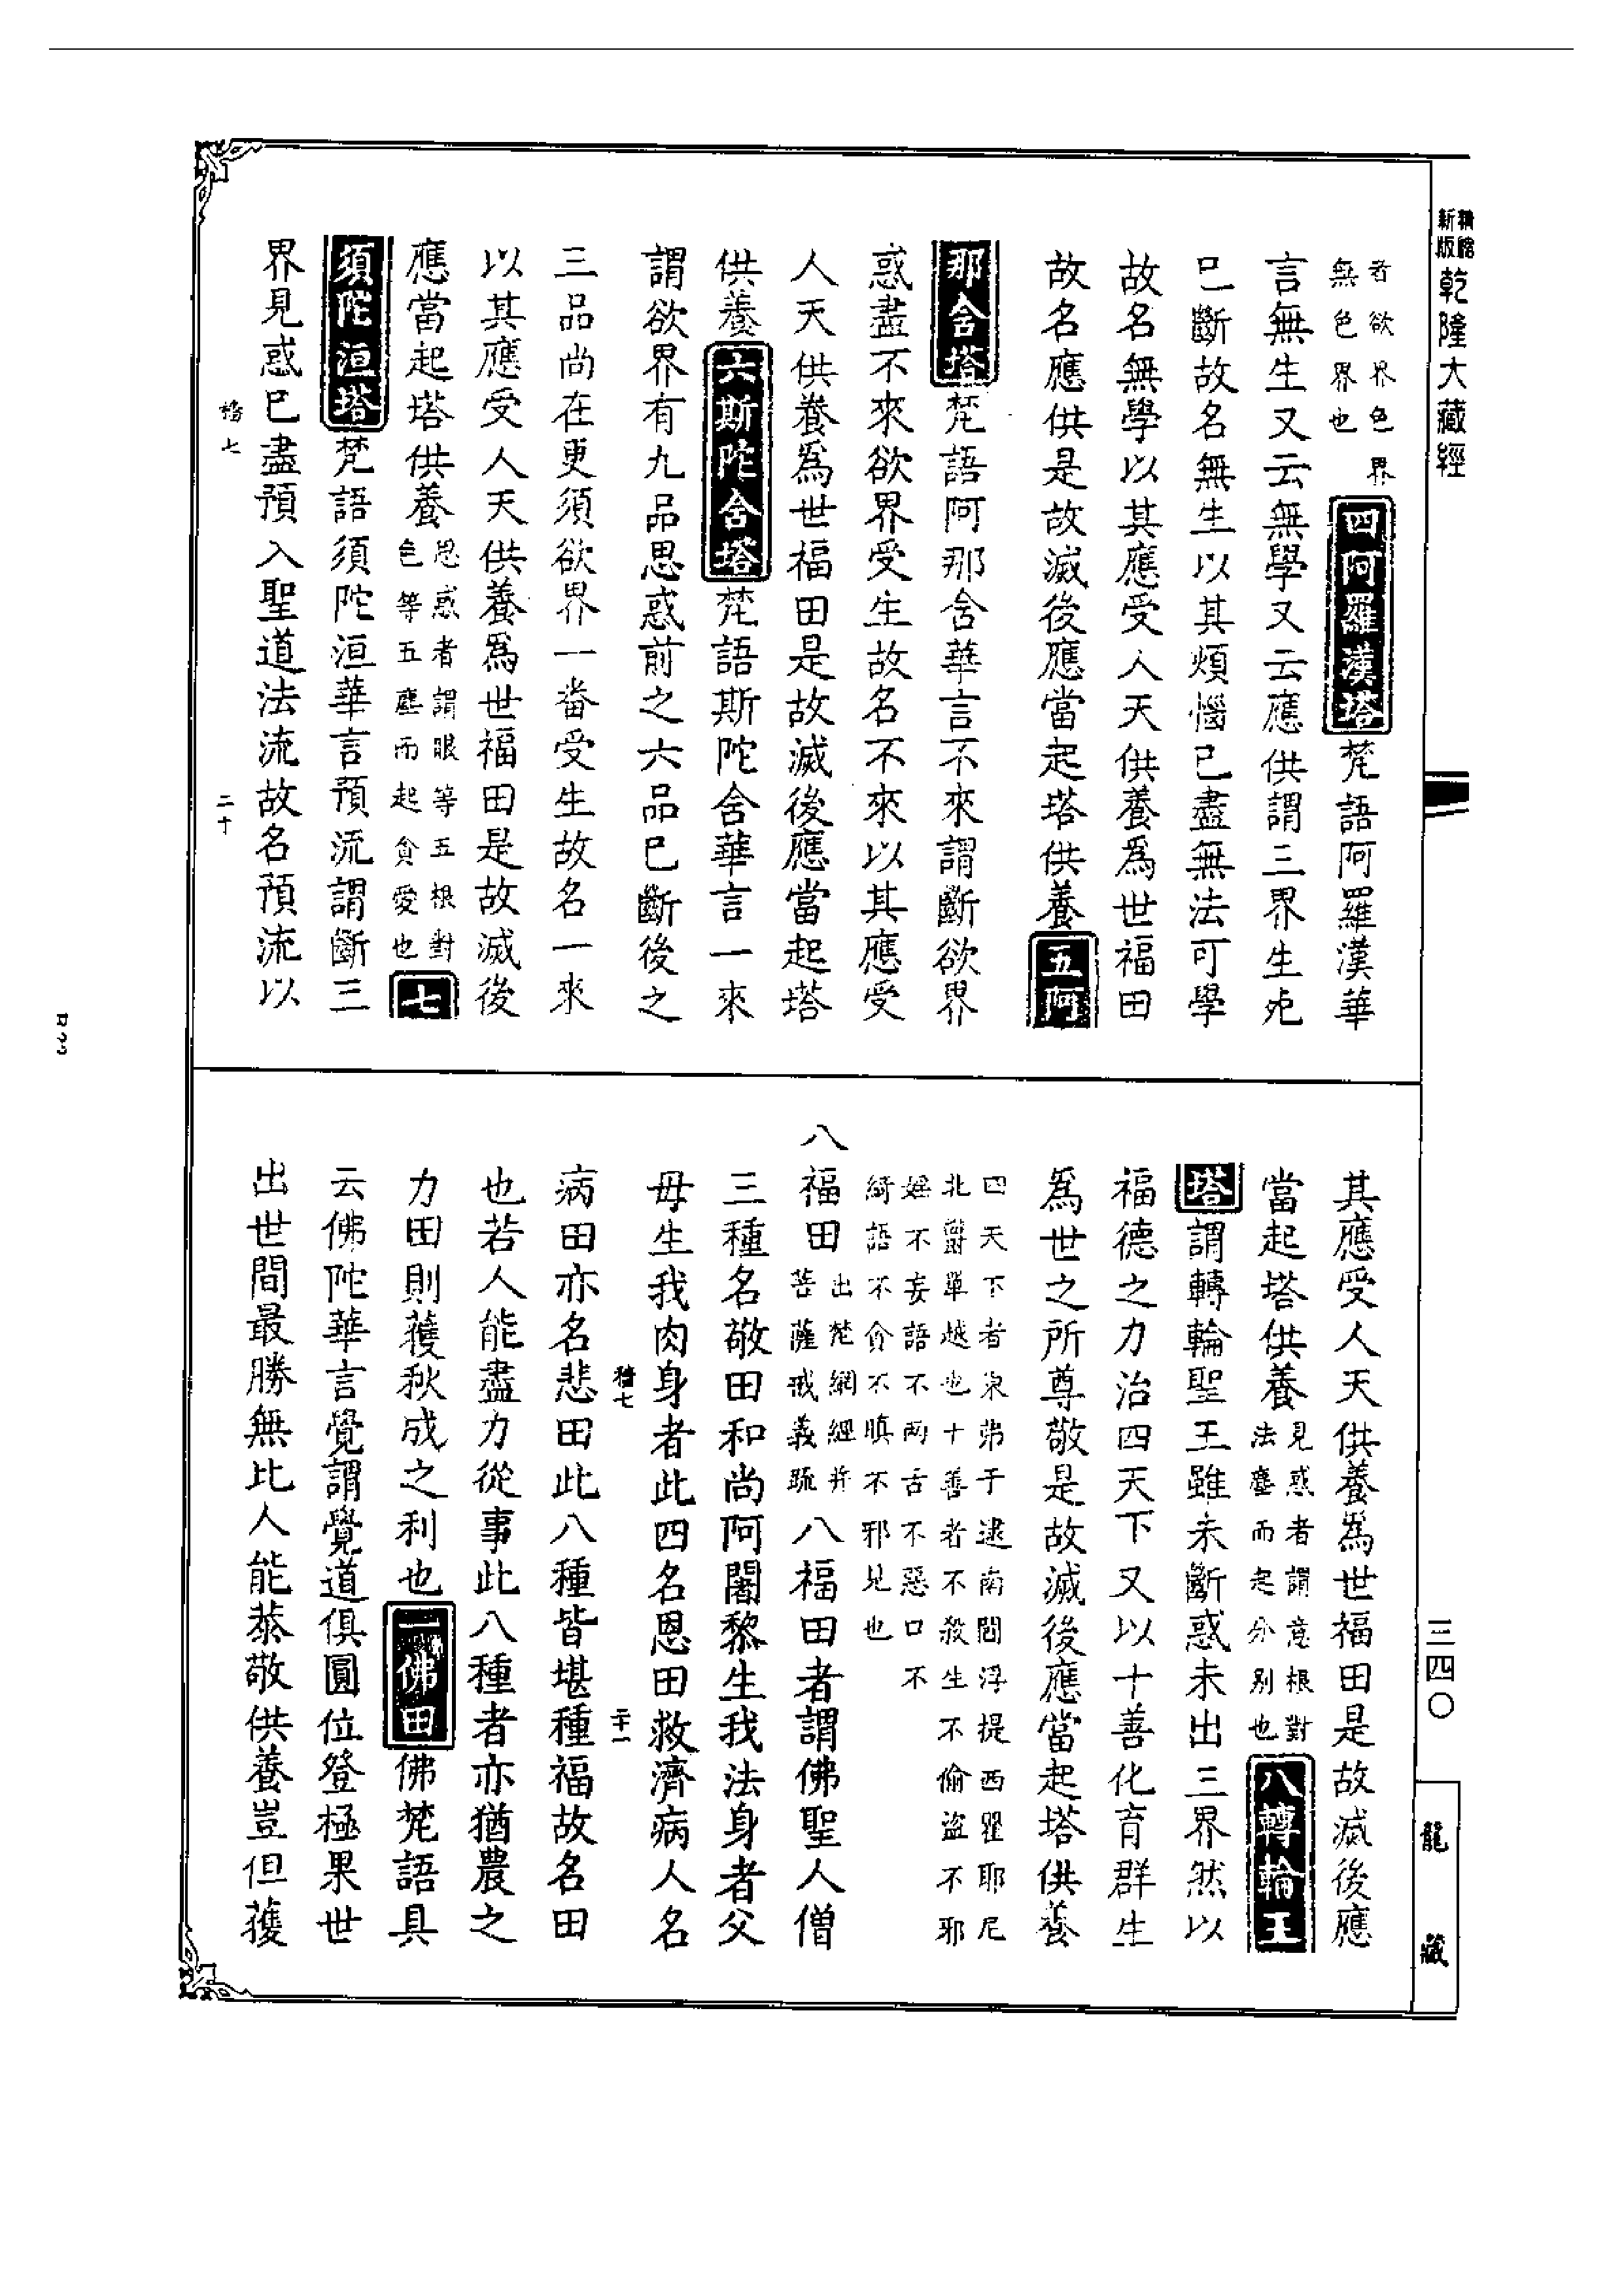 新版
精縮
乾隆大藏經
者欲界色界
無色界也
四阿羅漢塔梵語阿羅漢華
言無生又云無學又云應供謂三界生死
已斷故名無生以其煩惱已盡無法可學
故名無學以其應受人天供養爲世福田
故名應供是故滅後應當起塔供養五阿
那含塔梵語阿那含華言不來謂斷欲界
惑盡不來欲界受生故名不來以其應受
人天供養爲世福田是故滅後應當起塔
供養六斯陀含塔梵語斯陀含華言一來
謂欲界有九品思惑前之六品已斷後之
三品尚在更須欲界一番受生故名一來
以其應受人天供養爲世福田是故滅後
應當起塔供養
思惑者謂眼等五根對
色等五塵而起貪愛也
七
須陀洹塔梵語須陀洹華言預流謂斷三
界見惑已盡預入聖道法流故名預流以
七
二十
其應受人天供養爲世福田是故滅後應
當起塔供養
見惑者謂意根對
法塵而起分別也
八轉輪王
塔謂轉輪聖王雖未斷惑未出三界然以
福德之力治四天下又以十善化育群生
爲世之所尊敬是故滅後應當起塔供養
四天下者東弗于逮南閻浮提西瞿耶尼
北鬱單越也十善者不殺生不偷盜不邪
婬不妄語不兩舌不惡口不
綺語不貪不瞋不邪見也
八福田
出梵網經并
菩薩戒義疏
八福田者謂佛聖人僧
三種名敬田和尚阿闍黎生我法身者父
母生我肉身者此四名恩田救濟病人名
七
二十一
病田亦名悲田此八種皆堪種福故名田
也若人能盡力從事此八種者亦猶農之
力田則獲秋成之利也一佛田佛梵語具
云佛陀華言覺謂覺道俱圓位登極果世
出世間最勝無比人能恭敬供養豈但獲
三四〇
龍藏